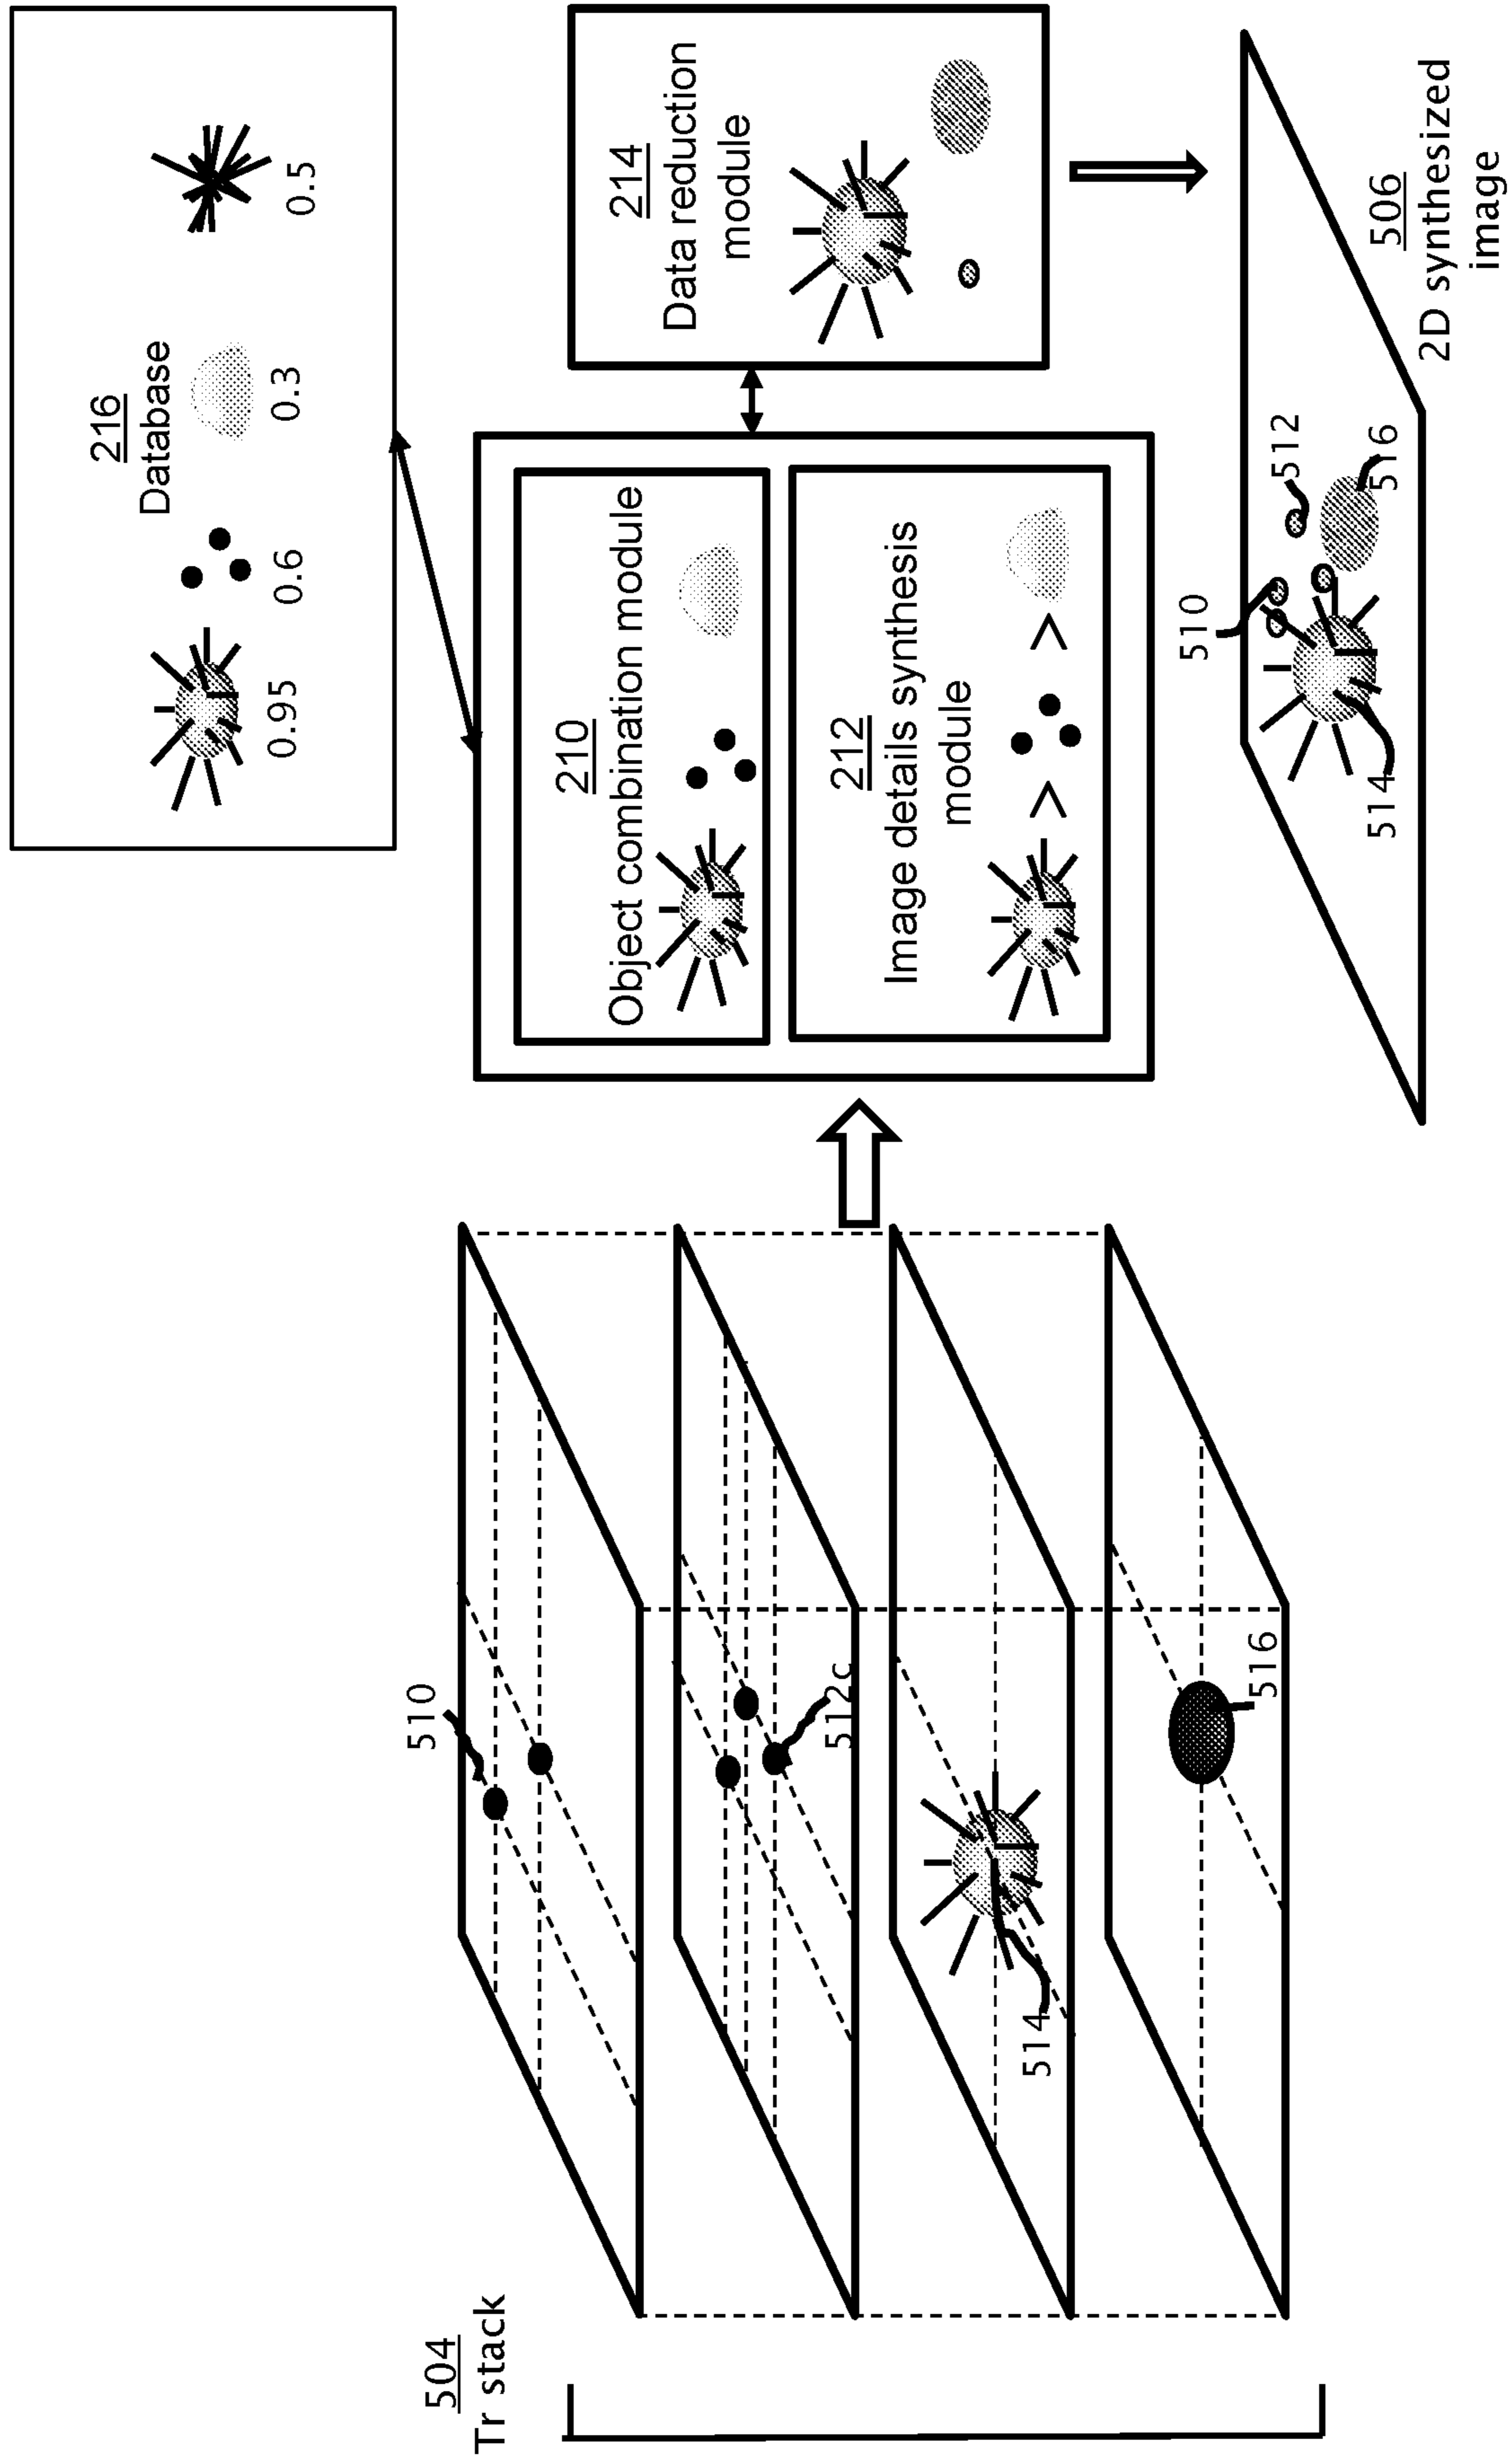 504
Tr stack
510
512c
514
516
216
Database
0.95
0.6
0.3
0.5
210
Object combination module
212
Image details synthesis
module
>
>
214
Data reduction
module
510
512
514
516
506
2D synthesized
image